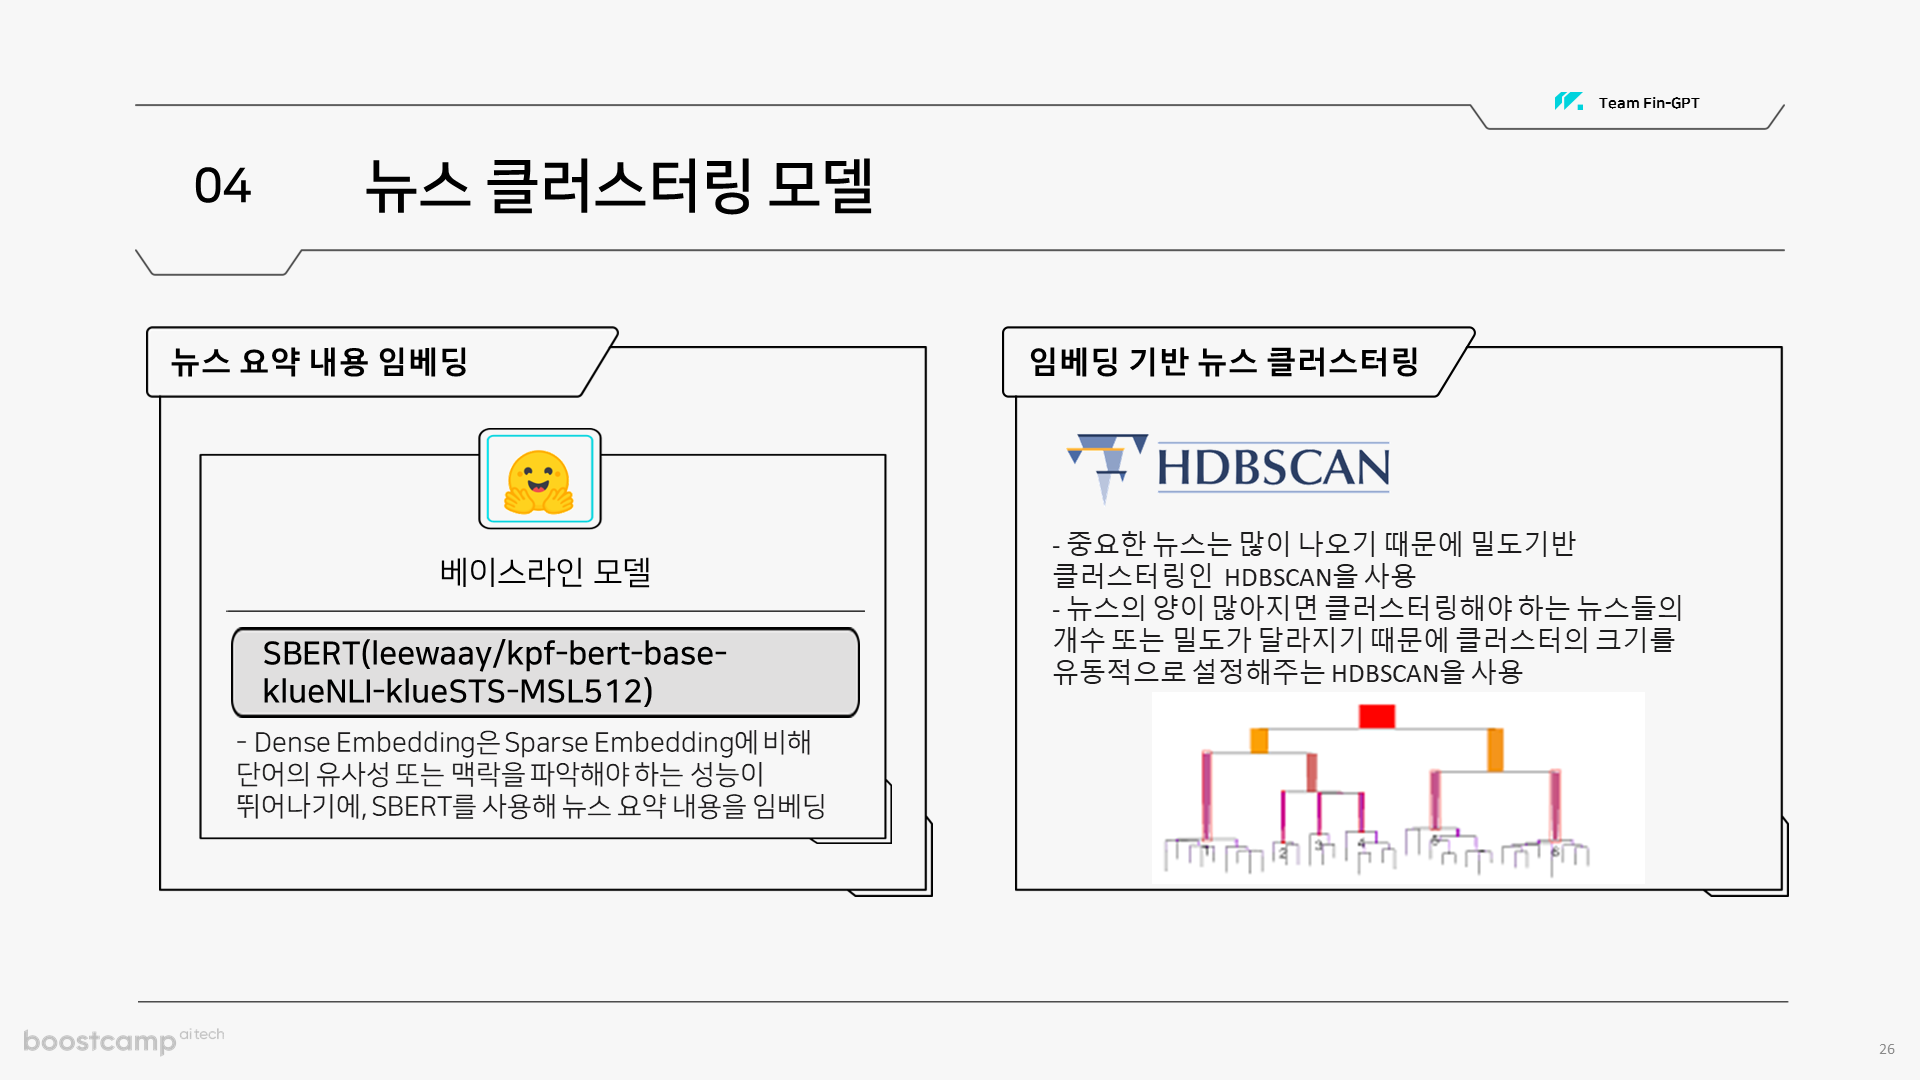 Team Fin-GPT
04
뉴스 클러스터링 모델
뉴스 요약 내용 임베딩
베이스라인 모델
SBERT(leewaay/kpf-bert-base-
klueNLI-klueSTS-MSL512)
- Dense Embedding은 Sparse Embedding에 비해
단어의 유사성 또는 맥락을 파악해야 하는 성능이
뛰어나기에, SBERT를 사용해 뉴스 요약 내용을 임베딩
임베딩 기반 뉴스 클러스터링
HDBSCAN
- 중요한 뉴스는 많이 나오기 때문에 밀도기반
클러스터링인 HDBSCAN을 사용
- 뉴스의 양이 많아지면 클러스터링해야 하는 뉴스들의
개수 또는 밀도가 달라지기 때문에 클러스터의 크기를
유동적으로 설정해주는 HDBSCAN을 사용
1 2 3 4 5 6
boostcamp ai tech
26